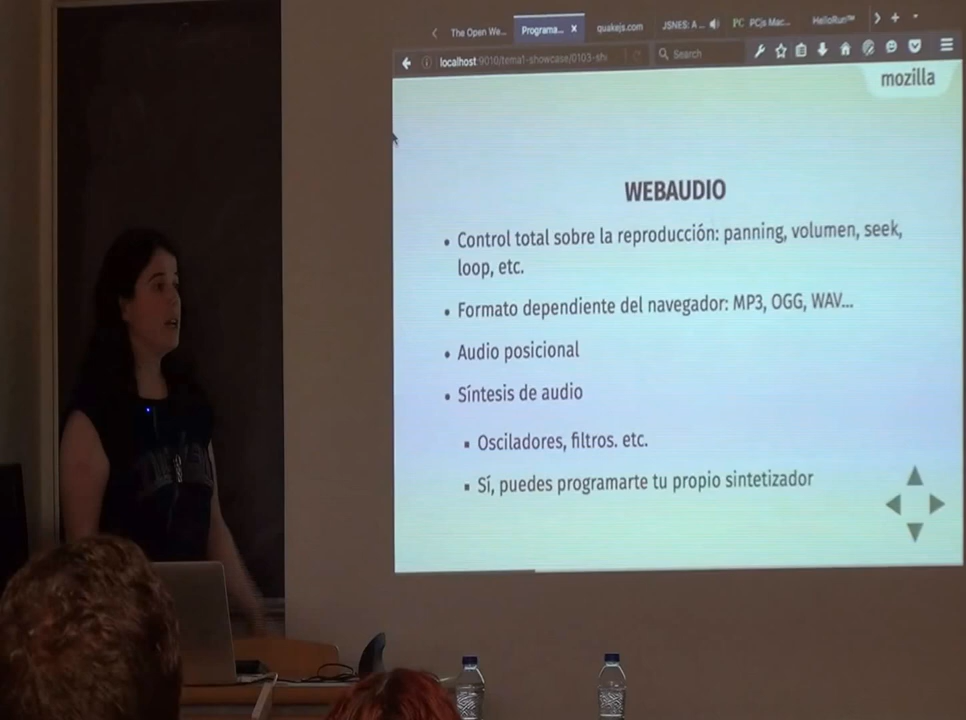 The Open We...
Programa...
quakejs.com
JSNES: A ...
PCjs Mac...
HelloRun™
localhost:9010/tema1-showcase/0103-sh
Search
mozilla
WEBAUDIO
• Control total sobre la reproducción: panning, volumen, seek,
loop, etc.
• Formato dependiente del navegador: MP3, OGG, WAV...
• Audio posicional
• Síntesis de audio
▪ Osciladores, filtros. etc.
▪ Sí, puedes programarte tu propio sintetizador